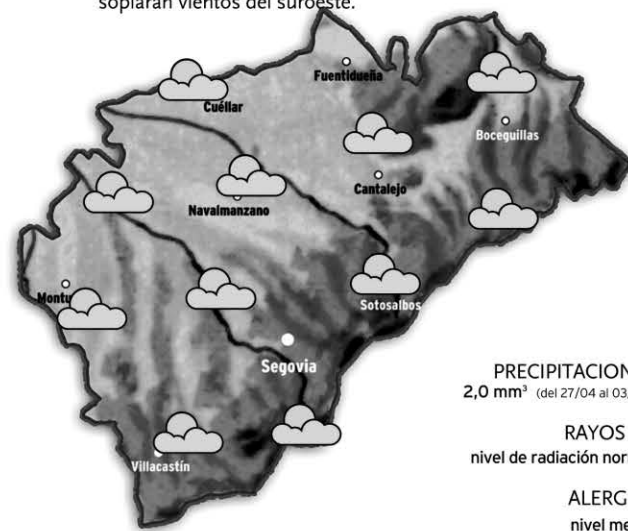 soplarán vientos del suroeste.
Fuentidueña
Cuéllar
Boceguillas
Cantalejo
Navalmanzano
Sotosalbos
Segovia
PRECIPITACION
2,0 mm³ (del 27/04 al 03/
Villacastín
RAYOS
nivel de radiación nor
ALERG
nivel me